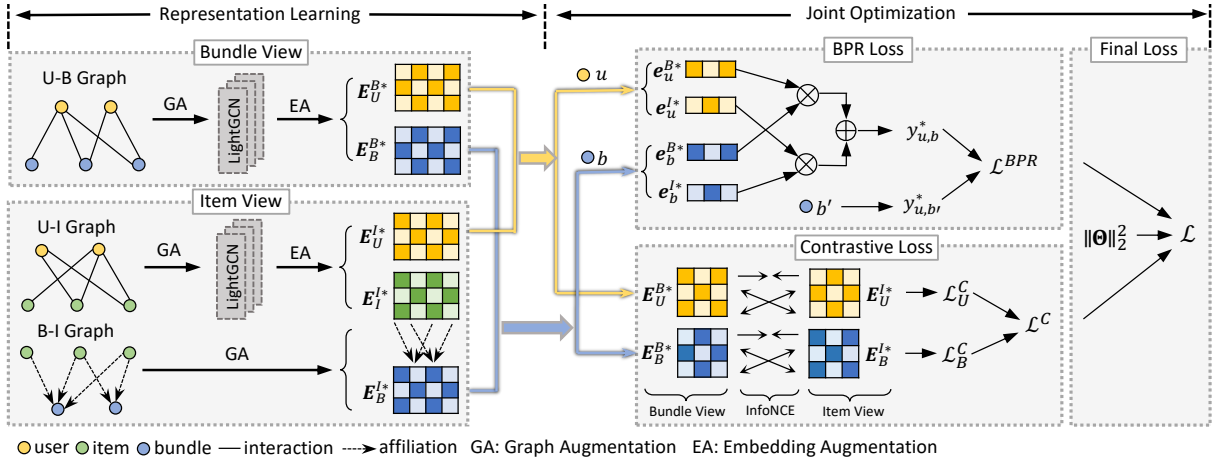 Representation Learning
Joint Optimization
Bundle View
U-B Graph
GA
LightGCN
EA
E_U^{B*}
E_B^{B*}
Item View
U-I Graph
GA
LightGCN
EA
E_U^{I*}
E_I^{I*}
B-I Graph
GA
E_B^{I*}
u
b
BPR Loss
e_u^{B*}
e_u^{I*}
e_b^{B*}
e_b^{I*}
b′
y*_{u,b}
y*_{u,b′}
ℒ^{BPR}
Contrastive Loss
E_U^{B*}
E_U^{I*}
ℒ_U^C
E_B^{B*}
E_B^{I*}
ℒ_B^C
ℒ^C
Bundle View InfoNCE Item View
Final Loss
‖Θ‖_2^2
ℒ
user item bundle interaction affiliation GA: Graph Augmentation EA: Embedding Augmentation